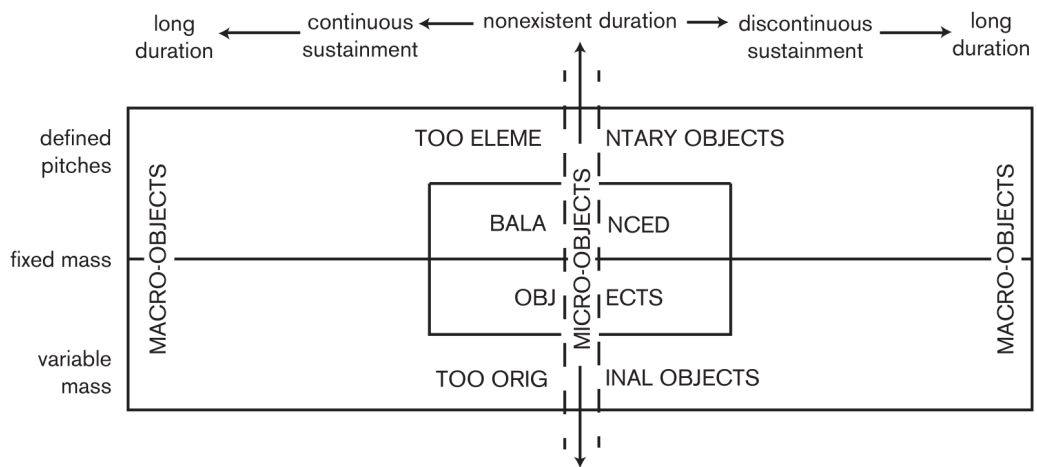 long duration
continuous sustainment
nonexistent duration
discontinuous sustainment
long duration
defined pitches
TOO ELEME NTARY OBJECTS
MACRO-OBJECTS
MICRO-OBJECTS
MACRO-OBJECTS
BALA NCED
fixed mass
OBJ ECTS
variable mass
TOO ORIG INAL OBJECTS